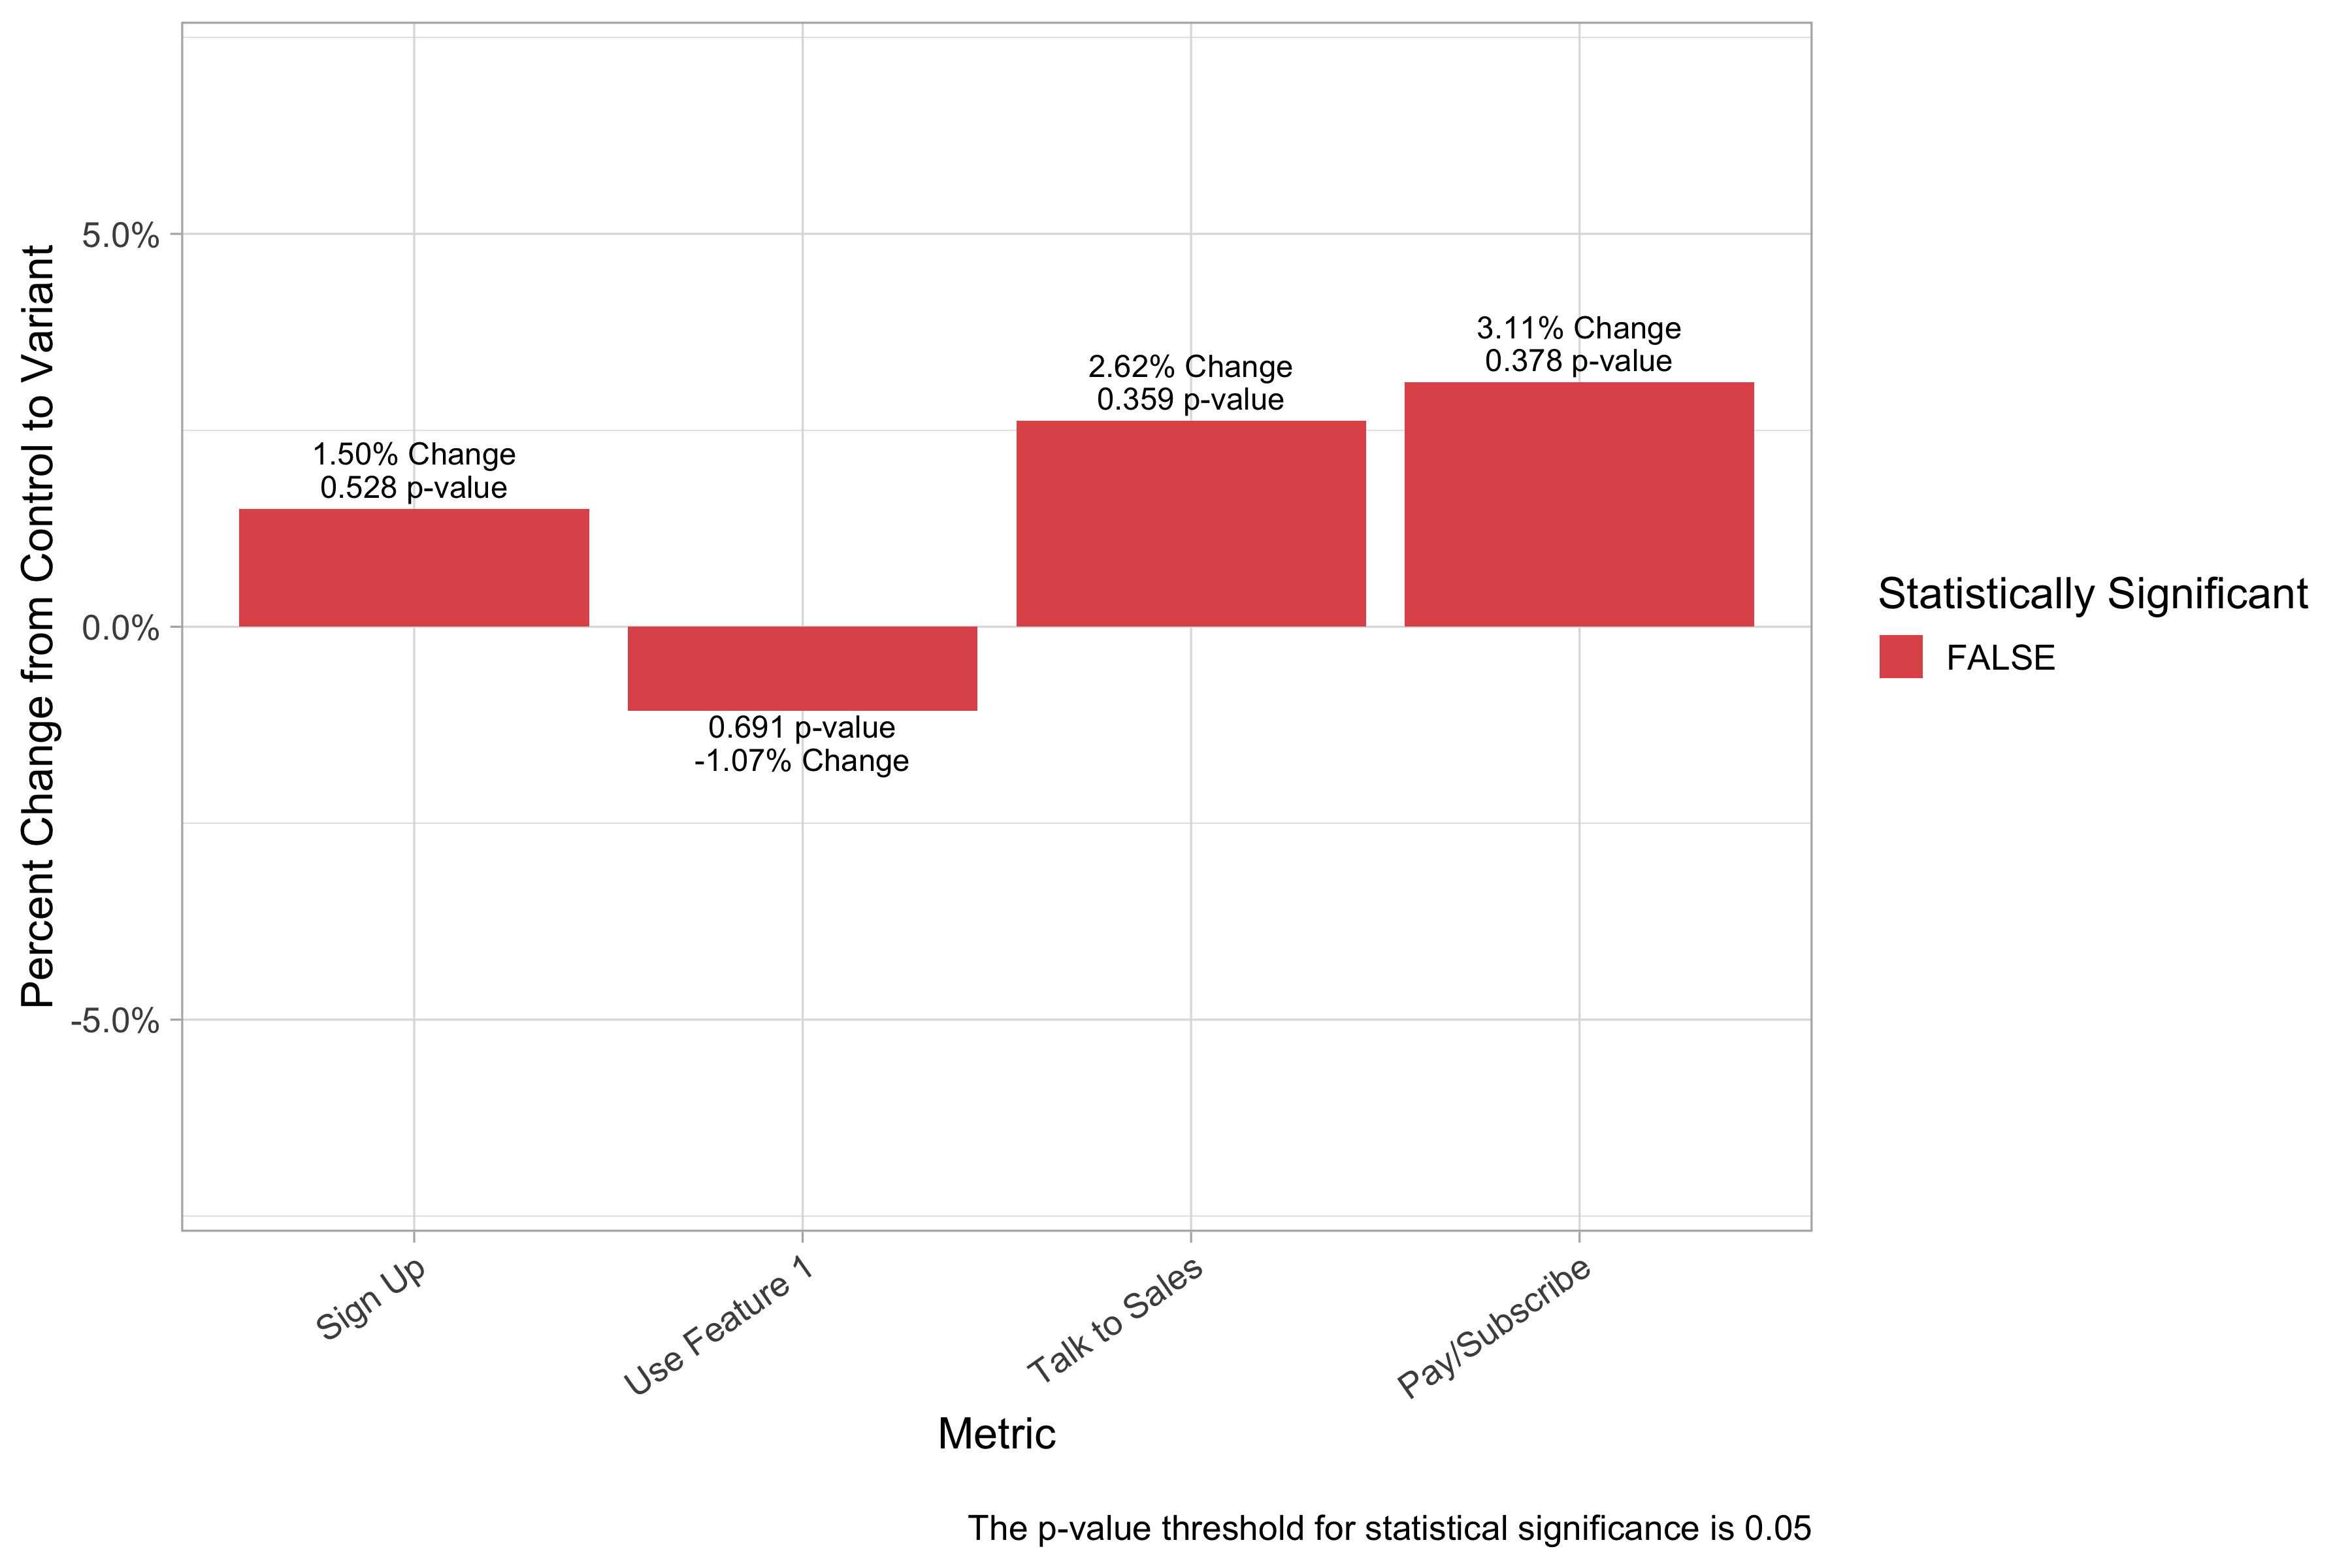 Percent Change from Control to Variant
5.0%
0.0%
-5.0%
1.50% Change
0.528 p-value
0.691 p-value
-1.07% Change
2.62% Change
0.359 p-value
3.11% Change
0.378 p-value
Sign Up
Use Feature 1
Talk to Sales
Pay/Subscribe
Metric
Statistically Significant
FALSE
The p-value threshold for statistical significance is 0.05